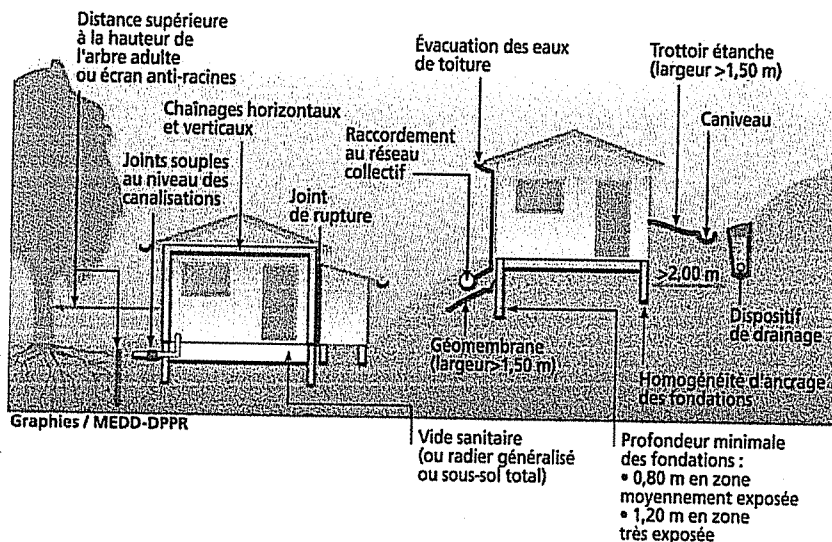 Distance supérieure
à la hauteur de
l'arbre adulte
ou écran anti-racines
Chaînages horizontaux
et verticaux
Joints souples
au niveau des
canalisations
Joint
de rupture
Évacuation des eaux
de toiture
Raccordement
au réseau
collectif
Trottoir étanche
(largeur >1,50 m)
Caniveau
>2,00 m
Dispositif
de drainage
Géomembrane
(largeur>1,50 m)
Homogénéité d'ancrage
des fondations
Graphies / MEDD-DPPR
Vide sanitaire
(ou radier généralisé
ou sous-sol total)
Profondeur minimale
des fondations :
• 0,80 m en zone
moyennement exposée
• 1,20 m en zone
très exposée